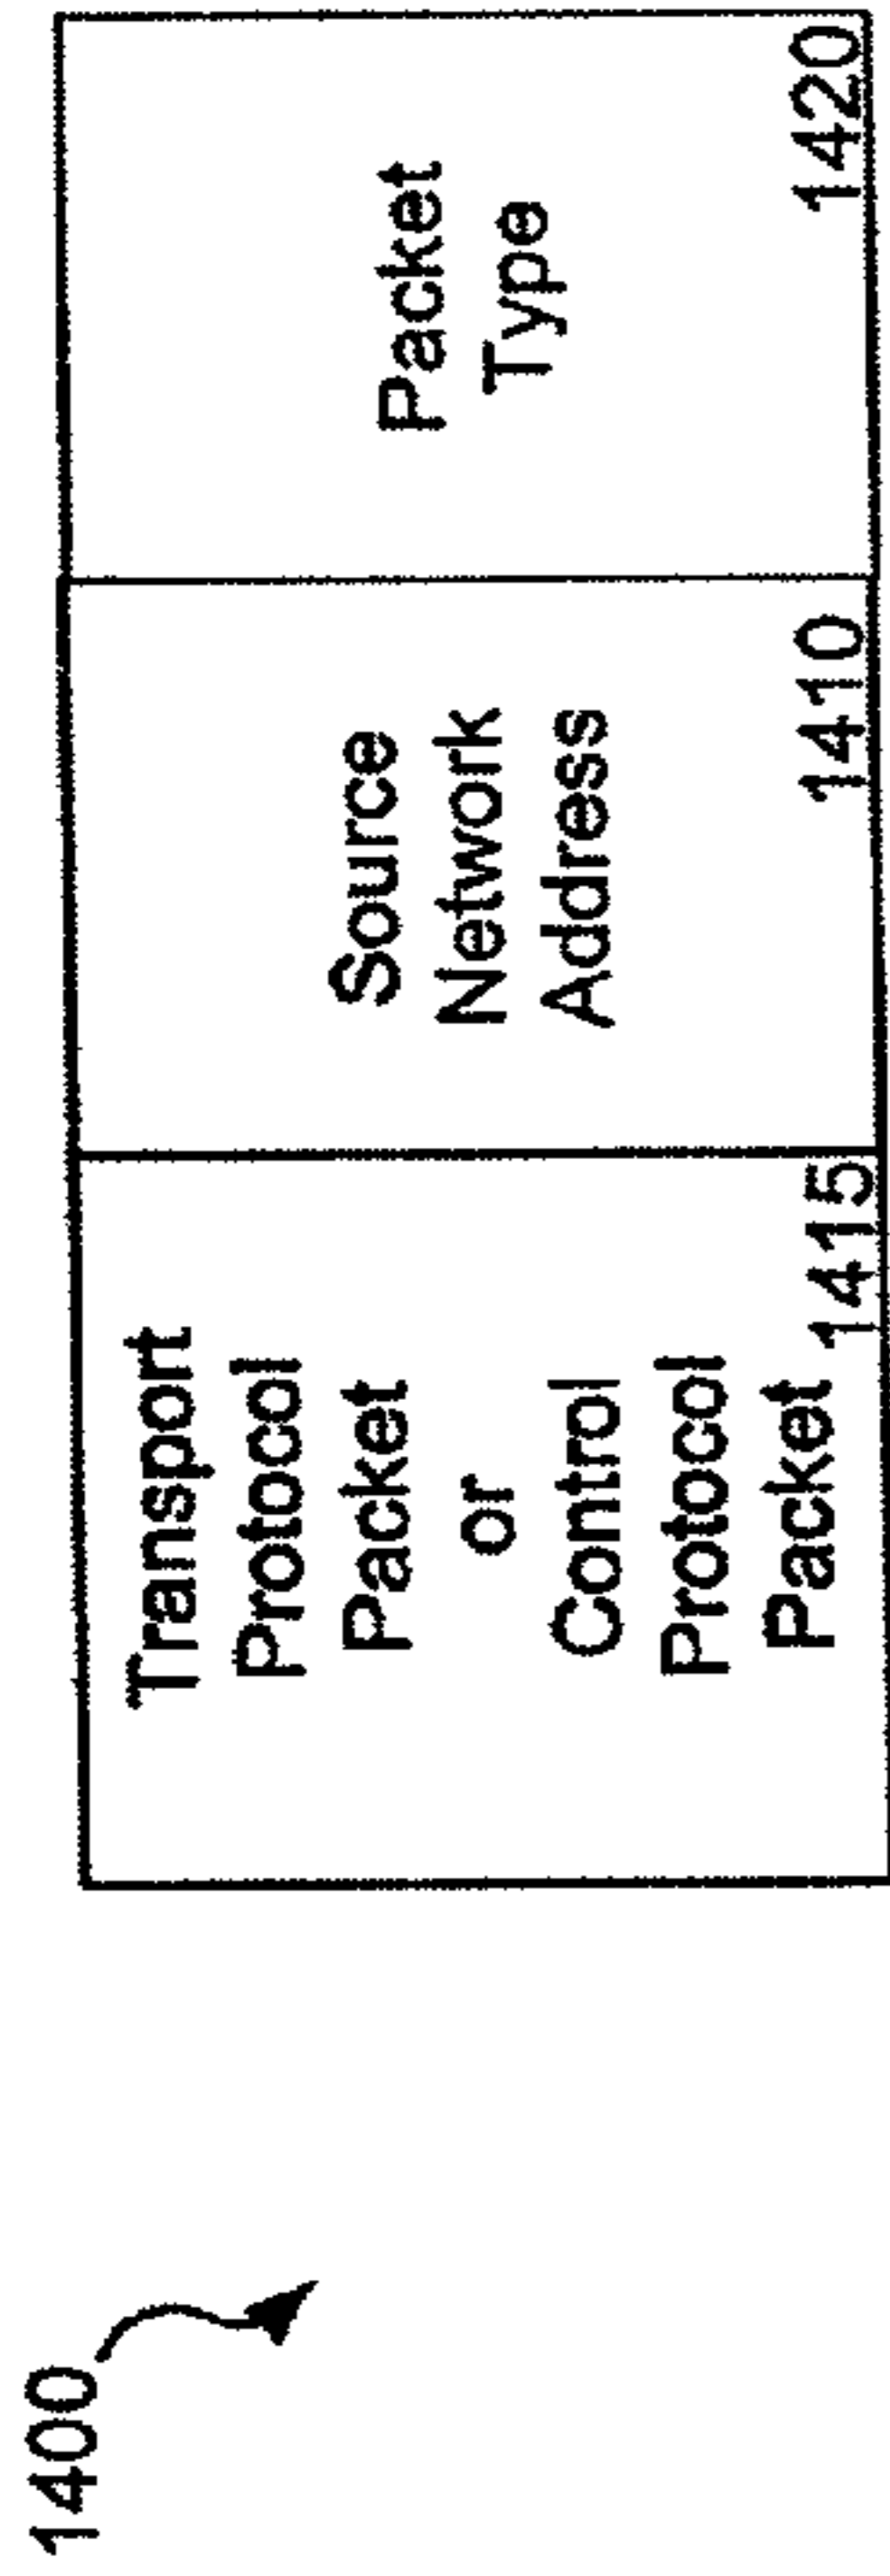 1400
Transport
Protocol
Packet
or
Control
Protocol
Packet
1415
Source
Network
Address
1410
Packet
Type
1420